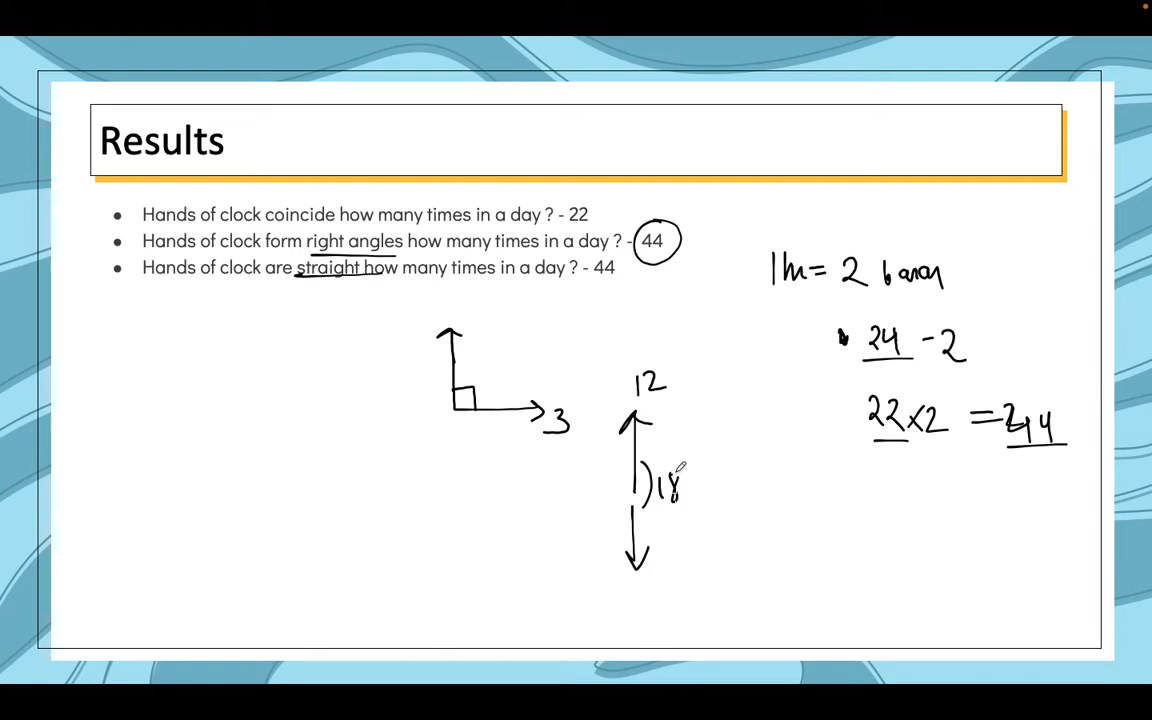 Results
● Hands of clock coincide how many times in a day ? - 22
● Hands of clock form right angles how many times in a day ? - 44
● Hands of clock are straight how many times in a day ? - 44
1hr = 2
24 - 2
12
22 x 2 = 44
3
18